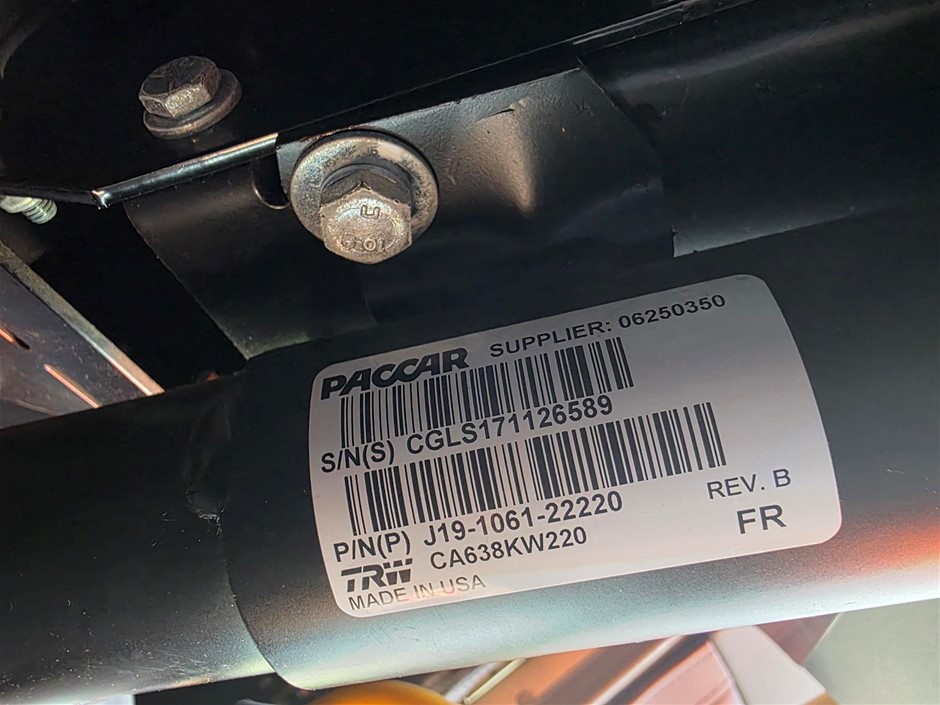 PACCAR SUPPLIER: 06250350
S/N(S) CGLS171126589
P/N(P) J19-1061-22220
TRW CA638KW220
REV. B
MADE IN USA
FR